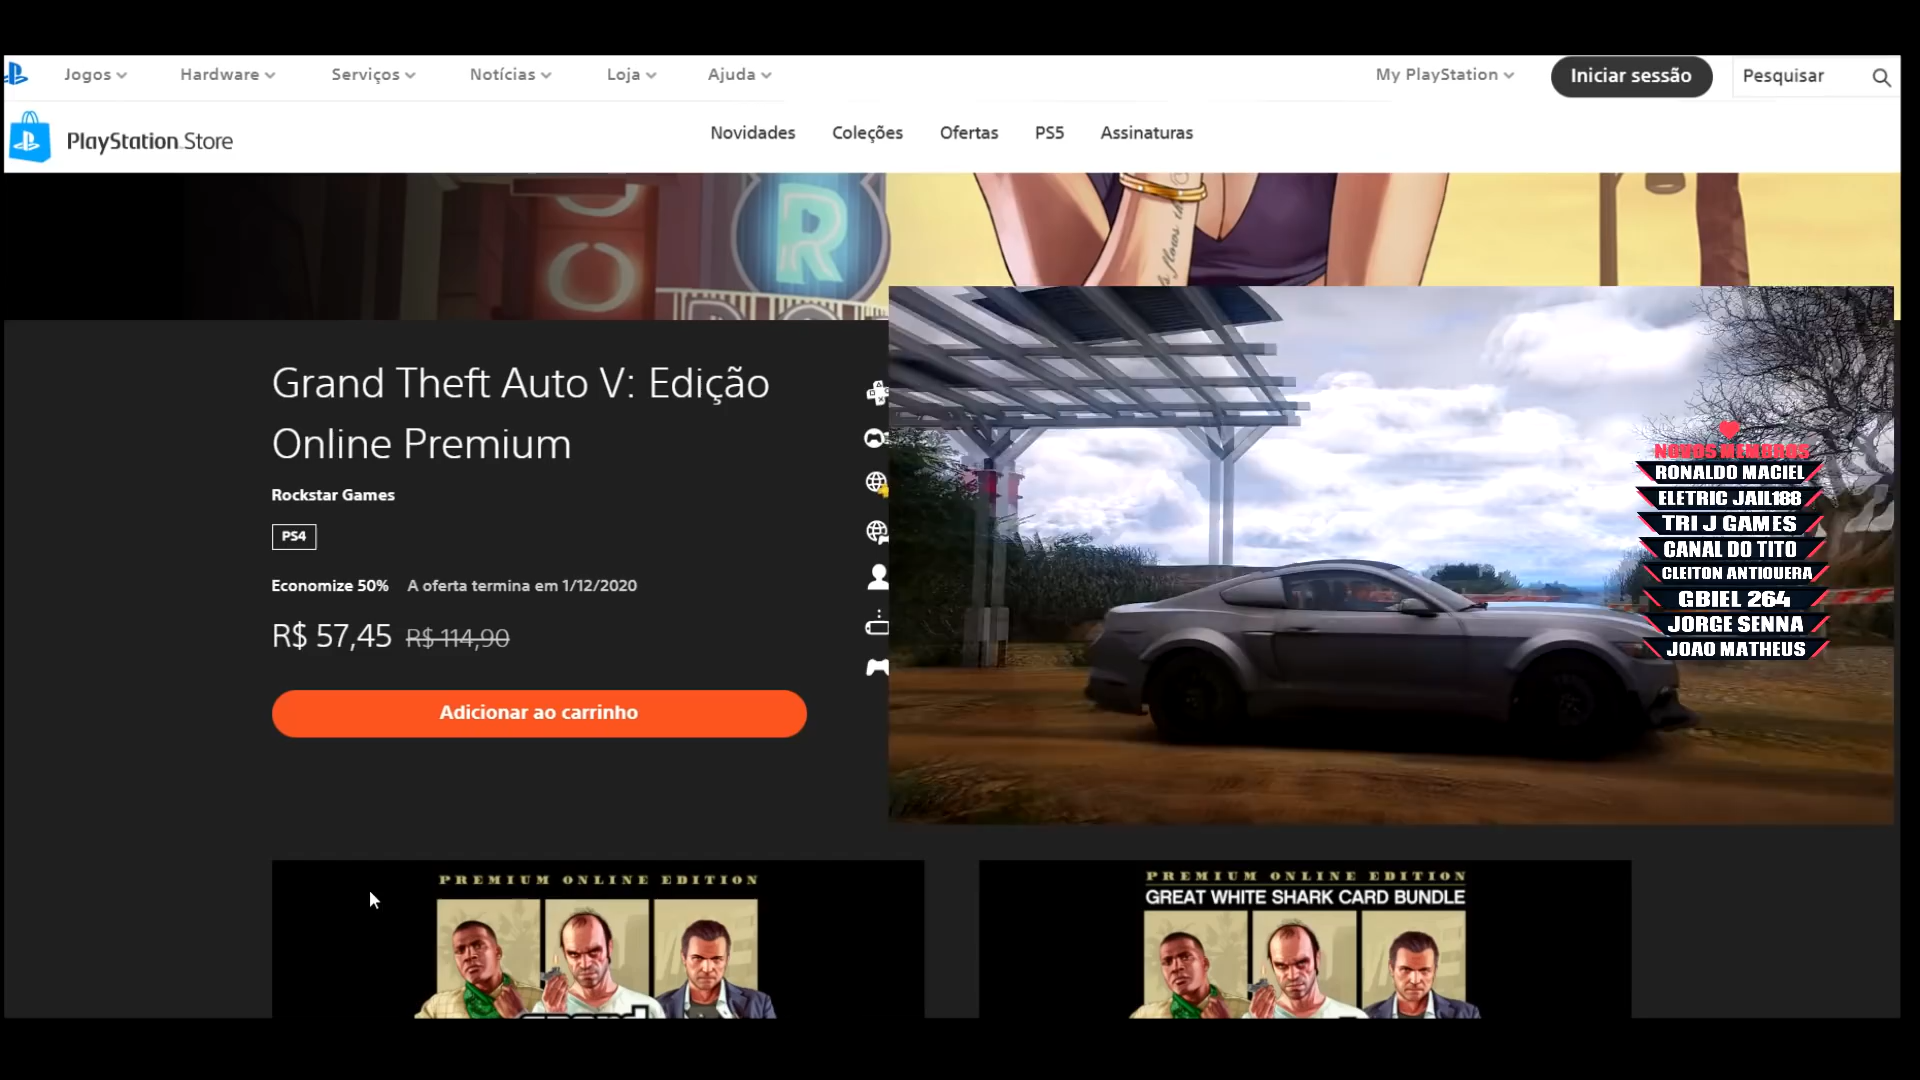 Jogos
Hardware
Serviços
Notícias
Loja
Ajuda
My PlayStation
Iniciar sessão
Pesquisar
PlayStation Store
Novidades
Coleções
Ofertas
PS5
Assinaturas
R
Grand Theft Auto V: Edição
Online Premium
Rockstar Games
PS4
Economize 50% A oferta termina em 1/12/2020
R$ 57,45 R$ 114,90
Adicionar ao carrinho
NOVOS MEMBROS
RONALDO MACIEL
ELETRIC JAIL188
TRI J GAMES
CANAL DO TITO
CLEITON ANTIQUERA
GBIEL 264
JORGE SENNA
JOAO MATHEUS
PREMIUM ONLINE EDITION
PREMIUM ONLINE EDITION
GREAT WHITE SHARK CARD BUNDLE